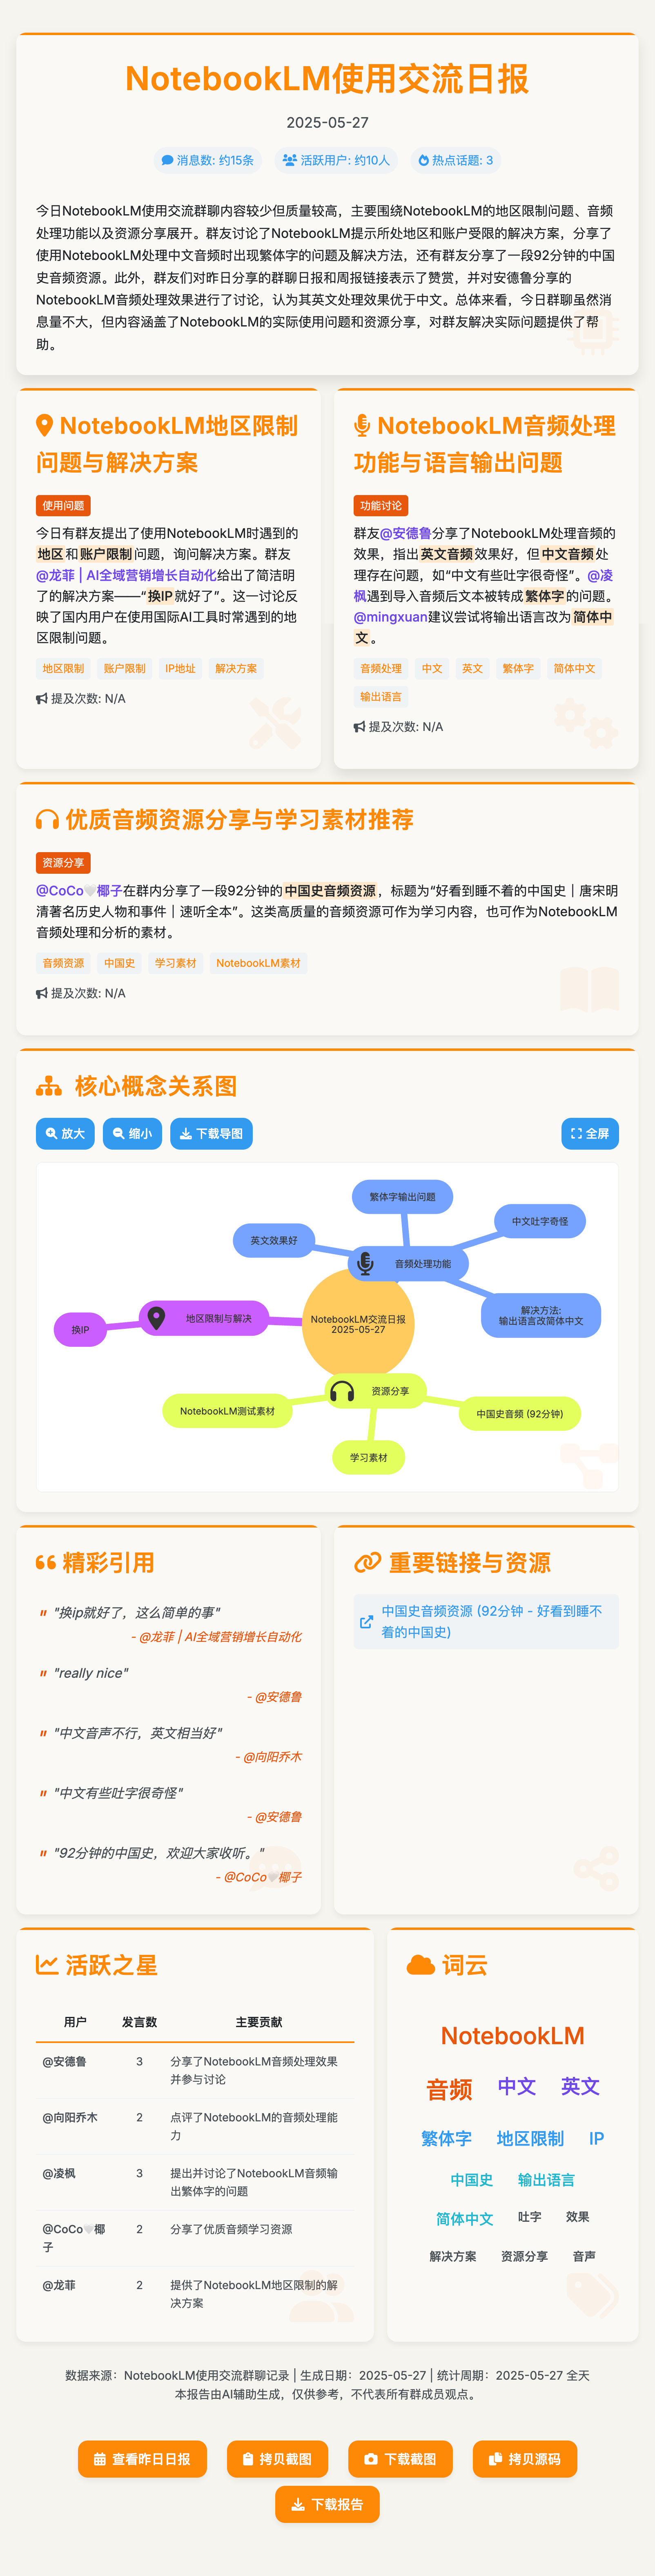 NotebookLM使用交流日报
2025-05-27
消息数: 约15条
活跃用户: 约10人
热点话题: 3
今日NotebookLM使用交流群聊内容较少但质量较高，主要围绕NotebookLM的地区限制问题、音频
处理功能以及资源分享展开。群友讨论了NotebookLM提示所处地区和账户受限的解决方案，分享了
使用NotebookLM处理中文音频时出现繁体字的问题及解决方法，还有群友分享了一段92分钟的中国
史音频资源。此外，群友们对昨日分享的群聊日报和周报链接表示了赞赏，并对安德鲁分享的
NotebookLM音频处理效果进行了讨论，认为其英文处理效果优于中文。总体来看，今日群聊虽然消
息量不大，但内容涵盖了NotebookLM的实际使用问题和资源分享，对群友解决实际问题提供了帮
助。
NotebookLM地区限制
问题与解决方案
使用问题
今日有群友提出了使用NotebookLM时遇到的
地区和账户限制问题，询问解决方案。群友
@龙菲 | AI全域营销增长自动化给出了简洁明
了的解决方案——“换IP就好了”。这一讨论反
映了国内用户在使用国际AI工具时常遇到的地
区限制问题。
地区限制
账户限制
IP地址
解决方案
提及次数: N/A
NotebookLM音频处理
功能与语言输出问题
功能讨论
群友@安德鲁分享了NotebookLM处理音频的
效果，指出英文音频效果好，但中文音频处
理存在问题，如“中文有些吐字很奇怪”。@凌
枫遇到导入音频后文本被转成繁体字的问题。
@mingxuan建议尝试将输出语言改为简体中
文。
音频处理
中文
英文
繁体字
简体中文
输出语言
提及次数: N/A
优质音频资源分享与学习素材推荐
资源分享
@CoCo🤍椰子在群内分享了一段92分钟的中国史音频资源，标题为“好看到睡不着的中国史｜唐宋明
清著名历史人物和事件｜速听全本”。这类高质量的音频资源可作为学习内容，也可作为NotebookLM
音频处理和分析的素材。
音频资源
中国史
学习素材
NotebookLM素材
提及次数: N/A
核心概念关系图
放大
缩小
下载导图
全屏
繁体字输出问题
中文吐字奇怪
英文效果好
音频处理功能
解决方法:
输出语言改简体中文
地区限制与解决
换IP
NotebookLM交流日报
2025-05-27
资源分享
NotebookLM测试素材
中国史音频 (92分钟)
学习素材
精彩引用
"换ip就好了，这么简单的事"
- @龙菲 | AI全域营销增长自动化
"really nice"
- @安德鲁
"中文音声不行，英文相当好"
- @向阳乔木
"中文有些吐字很奇怪"
- @安德鲁
"92分钟的中国史，欢迎大家收听。"
- @CoCo🤍椰子
重要链接与资源
中国史音频资源 (92分钟 - 好看到睡不
着的中国史)
活跃之星
用户 发言数 主要贡献
@安德鲁 3 分享了NotebookLM音频处理效果
并参与讨论
@向阳乔木 2 点评了NotebookLM的音频处理能
力
@凌枫 3 提出并讨论了NotebookLM音频输
出繁体字的问题
@CoCo🤍椰 2 分享了优质音频学习资源
子
@龙菲 2 提供了NotebookLM地区限制的解
决方案
词云
NotebookLM
音频 中文 英文
繁体字 地区限制 IP
中国史 输出语言
简体中文 吐字 效果
解决方案 资源分享 音声
数据来源：NotebookLM使用交流群聊记录 | 生成日期：2025-05-27 | 统计周期：2025-05-27 全天
本报告由AI辅助生成，仅供参考，不代表所有群成员观点。
查看昨日日报
拷贝截图
下载截图
拷贝源码
下载报告